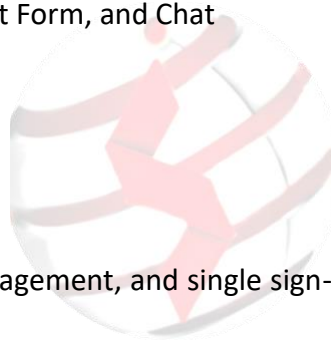 t Form, and Chat
agement, and single sign-